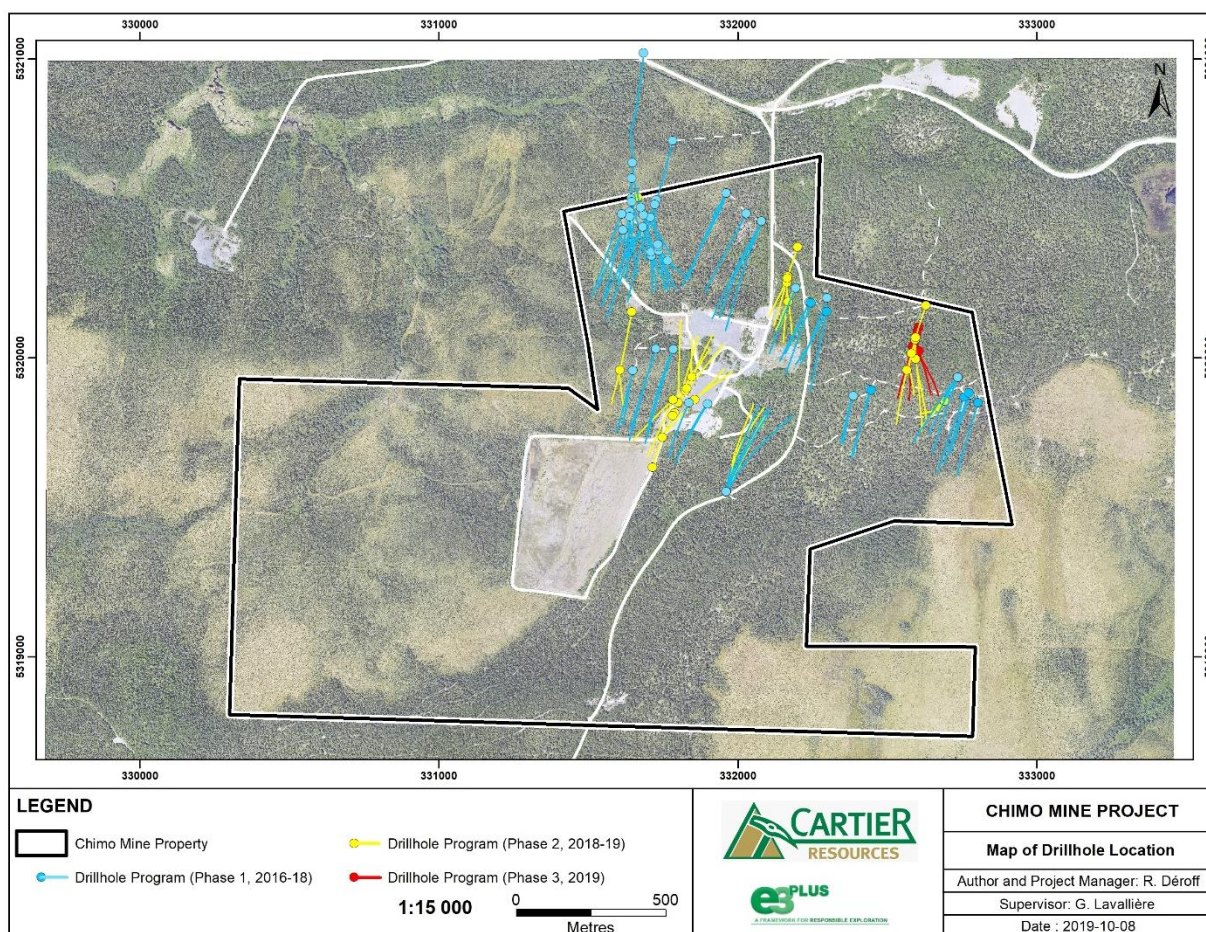 330000 331000 332000 333000
5321000
5320000
5319000
N
330000 331000 332000 333000
LEGEND
Chimo Mine Property
Drillhole Program (Phase 1, 2016-18)
Drillhole Program (Phase 2, 2018-19)
Drillhole Program (Phase 3, 2019)
1:15 000
0 500
Metres
CARTIER
RESOURCES
e3 PLUS
A FRAMEWORK FOR RESPONSIBLE EXPLORATION
CHIMO MINE PROJECT
Map of Drillhole Location
Author and Project Manager: R. Déroff
Supervisor: G. Lavallière
Date : 2019-10-08